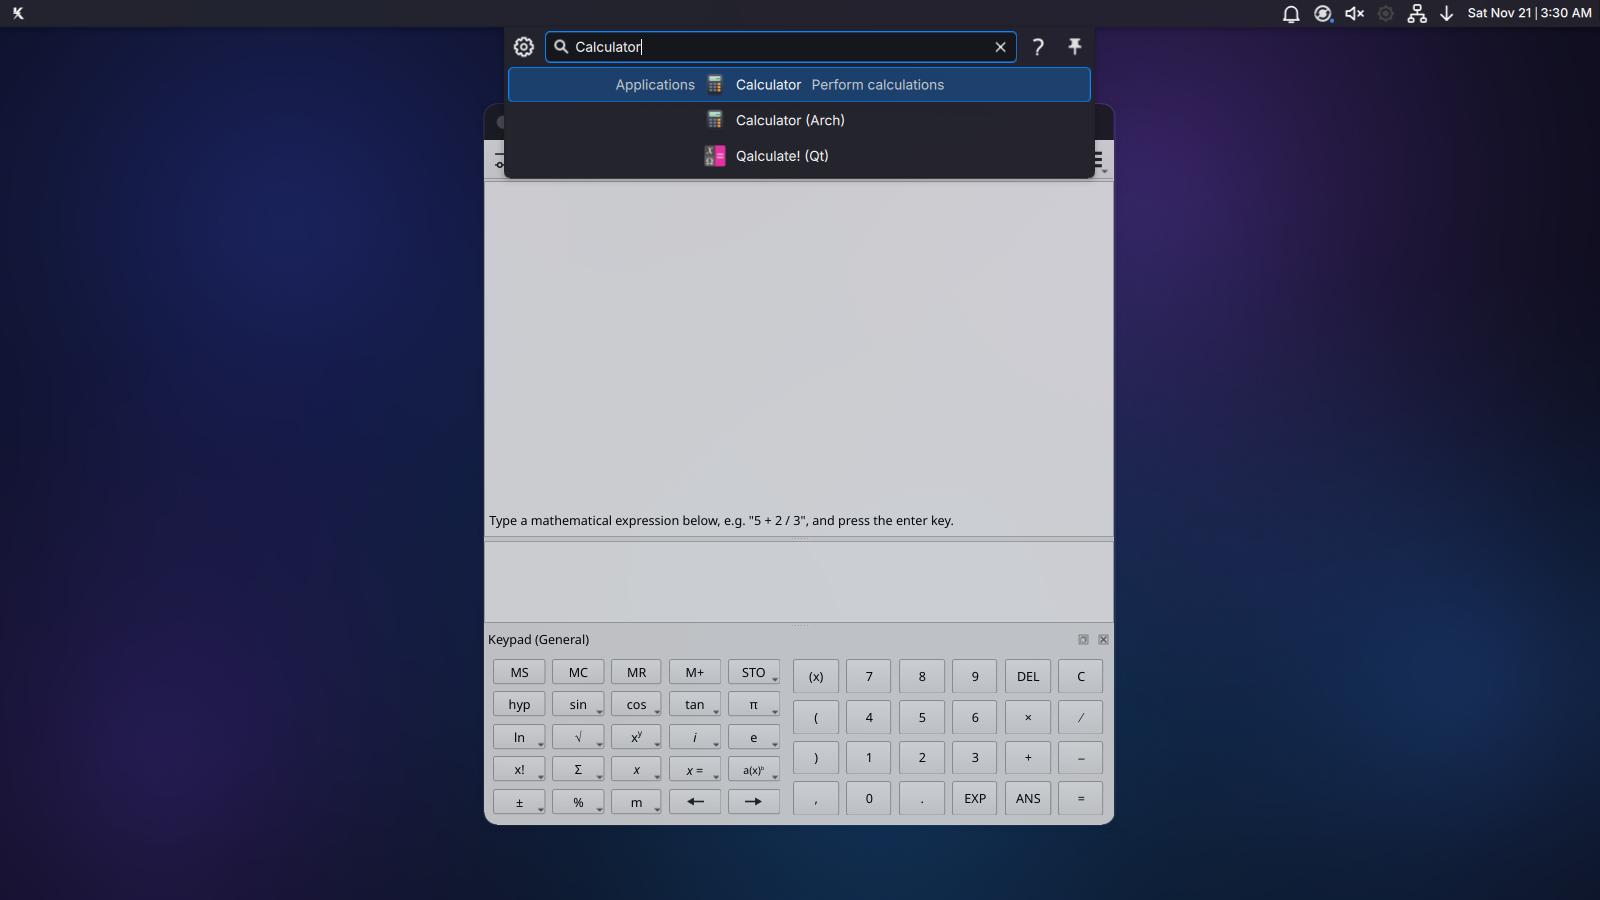 Sat Nov 21 | 3:30 AM
Calculator
Applications Calculator Perform calculations
Calculator (Arch)
Qalculate! (Qt)
Type a mathematical expression below, e.g. "5 + 2 / 3", and press the enter key.
Keypad (General)
MS MC MR M+ STO (x) 7 8 9 DEL C
hyp sin cos tan π ( 4 5 6 × ∕
ln √ xʸ i e ) 1 2 3 + −
x! Σ x x = a(x)ᵇ
± % m ← → , 0 . EXP ANS =